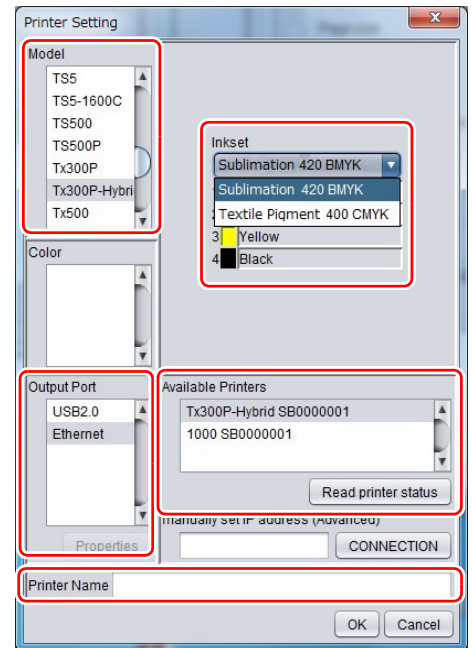 Printer Setting
Model
TS5
TS5-1600C
TS500
TS500P
Tx300P
Tx300P-Hybri
Tx500
Inkset
Sublimation 420 BMYK
Sublimation 420 BMYK
Textile Piqment 400 CMYK
3 Yellow
4 Black
Color
Output Port
USB2.0
Ethernet
Properties
Available Printers
Tx300P-Hybrid SB0000001
1000 SB0000001
Read printer status
manually set IP address (Advanced)
CONNECTION
Printer Name
OK
Cancel